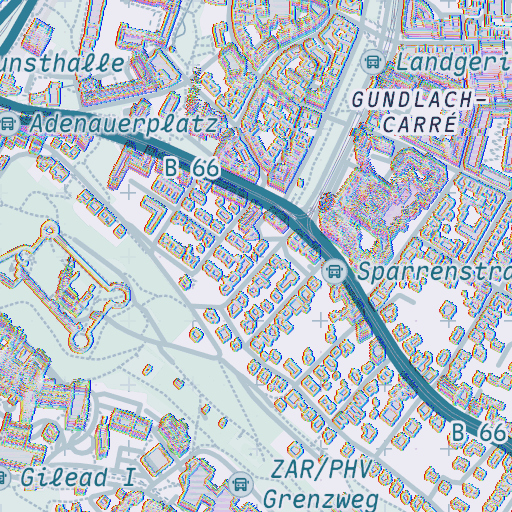 unsthalle
Landgeri
GUNDLACH-
CARRÉ
Adenauerplatz
B 66
Sparrenstra
B 66
ZAR/PHV
Grenzweg
Gilead I